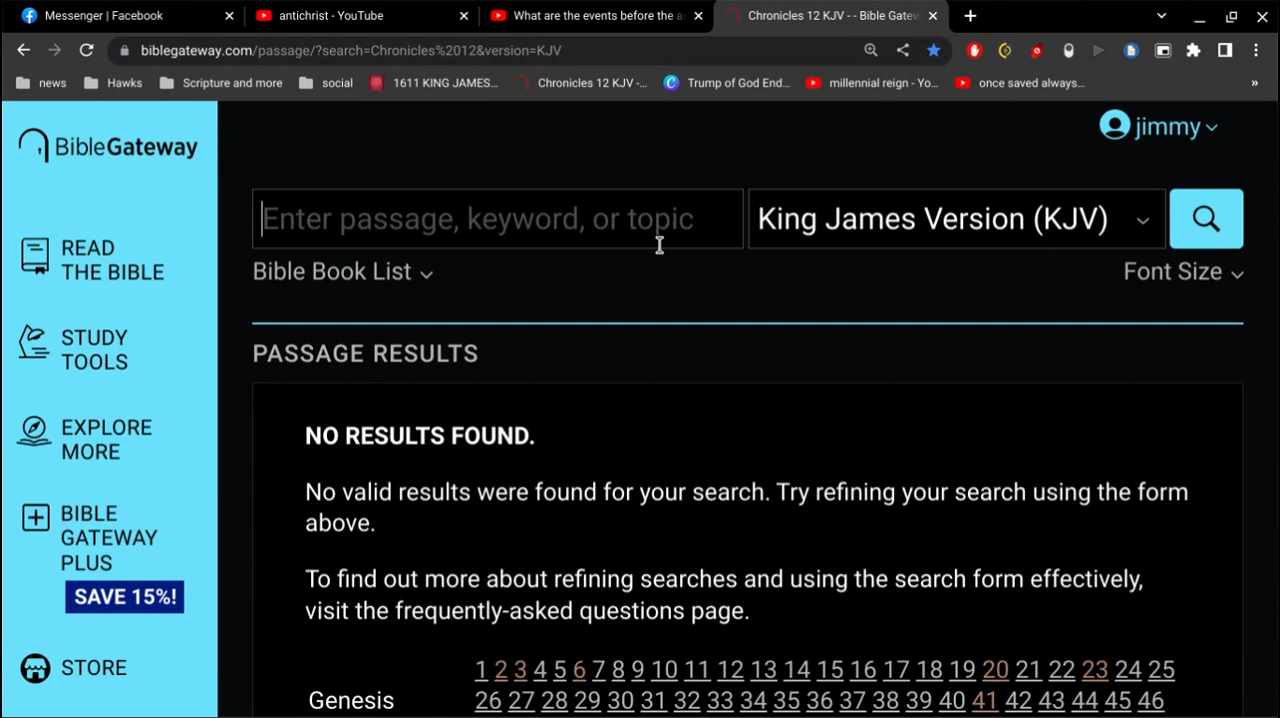 Messenger | Facebook
antichrist - YouTube
What are the events before the a
Chronicles 12 KJV - - Bible Gatew
biblegateway.com/passage/?search=Chronicles%2012&version=KJV
news
Hawks
Scripture and more
social
1611 KING JAMES...
Chronicles 12 KJV -...
Trump of God End...
millennial reign - Yo...
once saved always...
»
BibleGateway
jimmy
Enter passage, keyword, or topic
King James Version (KJV)
Bible Book List
Font Size
READ
THE BIBLE
STUDY
TOOLS
EXPLORE
MORE
BIBLE
GATEWAY
PLUS
SAVE 15%!
STORE
PASSAGE RESULTS
NO RESULTS FOUND.
No valid results were found for your search. Try refining your search using the form
above.
To find out more about refining searches and using the search form effectively,
visit the frequently-asked questions page.
1 2 3 4 5 6 7 8 9 10 11 12 13 14 15 16 17 18 19 20 21 22 23 24 25
Genesis 26 27 28 29 30 31 32 33 34 35 36 37 38 39 40 41 42 43 44 45 46